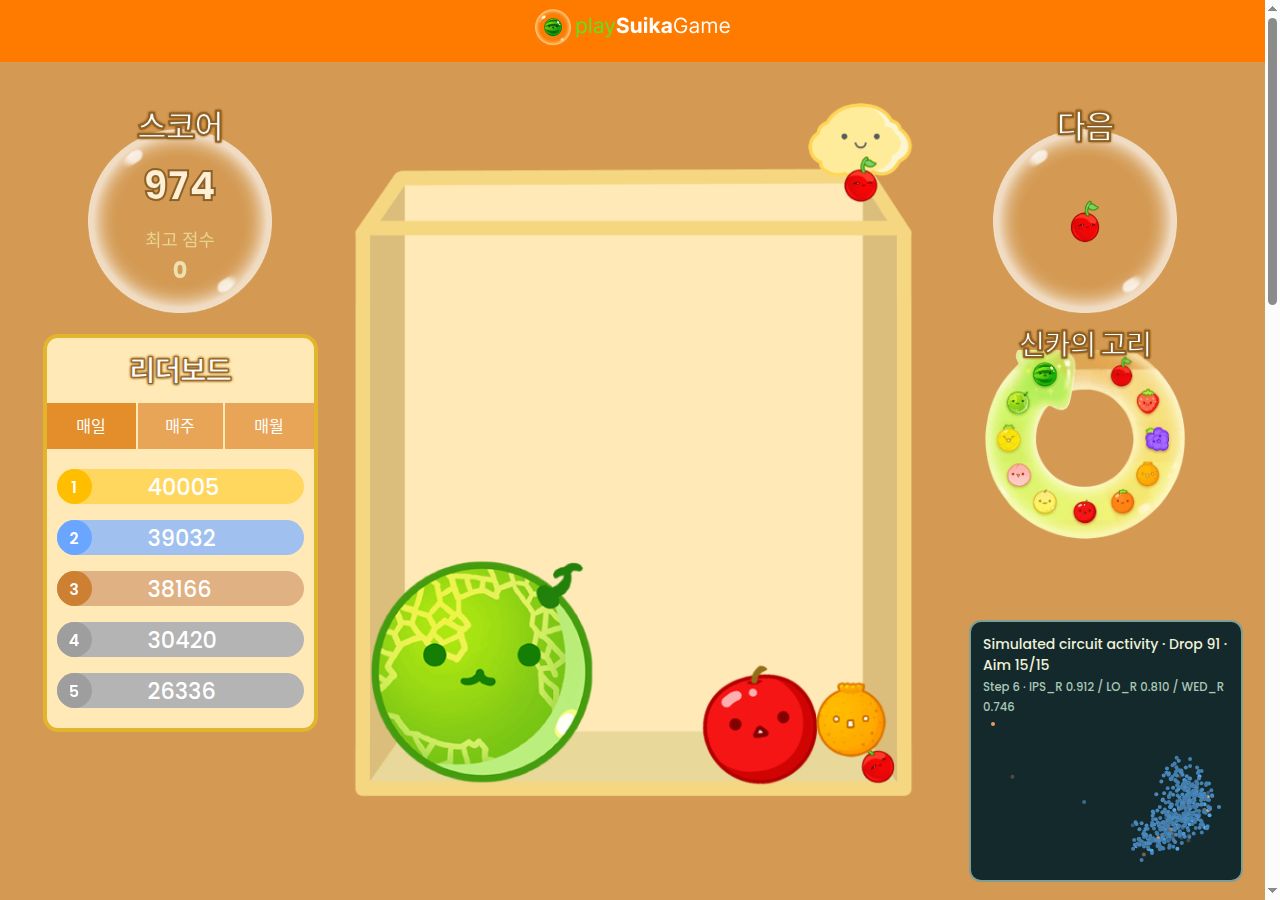 playSuikaGame
스코어
974
최고 점수
0
다음
리더보드
매일 매주 매월
1 40005
2 39032
3 38166
4 30420
5 26336
신카의 고리
Simulated circuit activity · Drop 91 ·
Aim 15/15
Step 6 · IPS_R 0.912 / LO_R 0.810 / WED_R
0.746